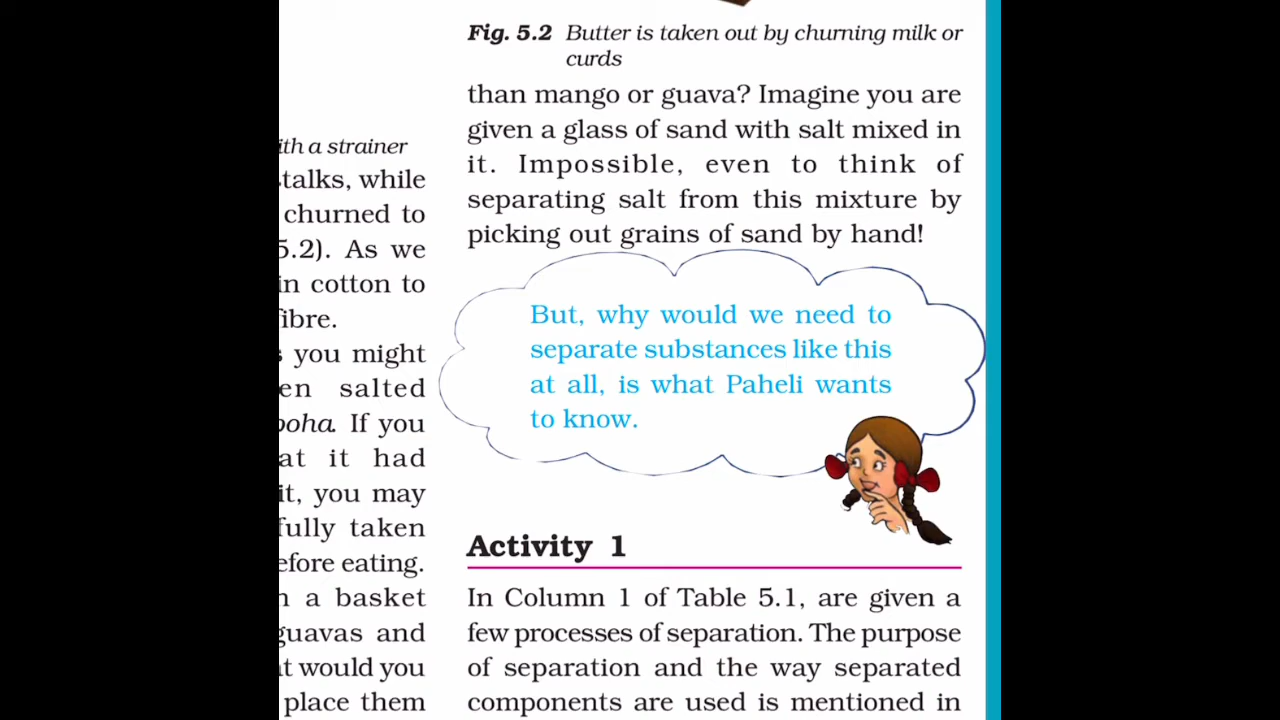 ith a strainer
stalks, while
churned to
5.2). As we
in cotton to
fibre.
you might
en salted
poha. If you
at it had
it, you may
fully taken
efore eating.
a basket
guavas and
would you
place them
Fig. 5.2 Butter is taken out by churning milk or
curds
than mango or guava? Imagine you are
given a glass of sand with salt mixed in
it. Impossible, even to think of
separating salt from this mixture by
picking out grains of sand by hand!
But, why would we need to
separate substances like this
at all, is what Paheli wants
to know.
Activity 1
In Column 1 of Table 5.1, are given a
few processes of separation. The purpose
of separation and the way separated
components are used is mentioned in